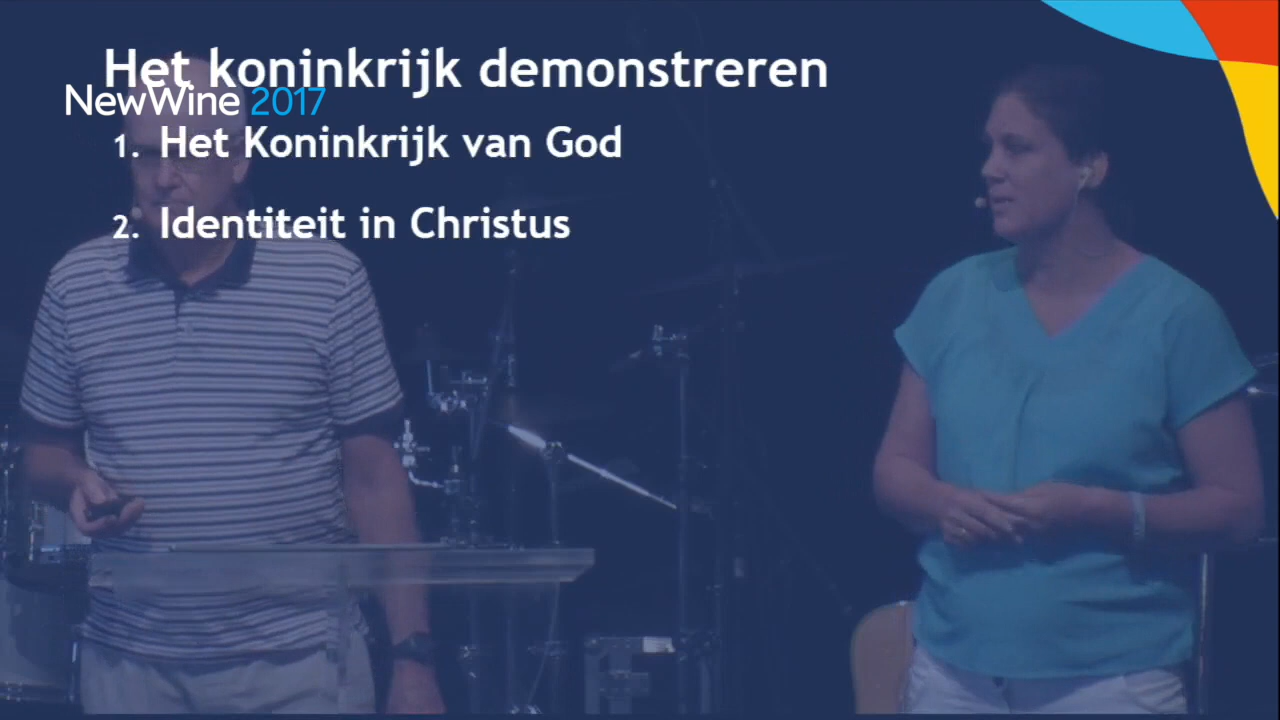 Het koninkrijk demonstreren
NewWine 2017
1. Het Koninkrijk van God
2. Identiteit in Christus